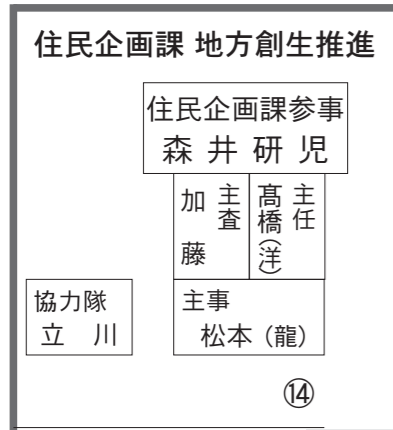 住民企画課 地方創生推進
住民企画課参事
森井研児
主任
髙橋(洋)
主査
加藤
主事
松本(龍)
協力隊
立川
⑭